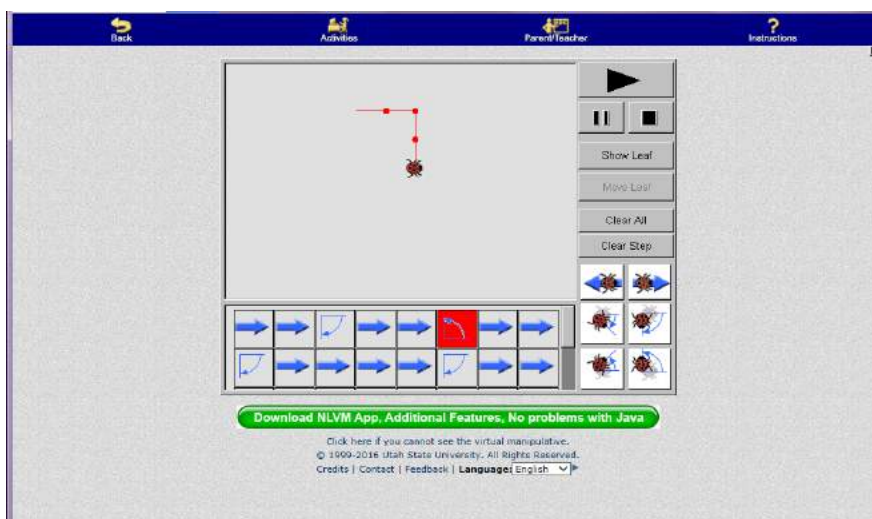 Back Activities Parent/Teacher Instructions
Show Leaf
Move Leaf
Clear All
Clear Step
Download NLVM App, Additional Features, No problems with Java
Click here if you cannot see the virtual manipulative.
© 1999-2016 Utah State University. All Rights Reserved.
Credits | Contact | Feedback | Language: English